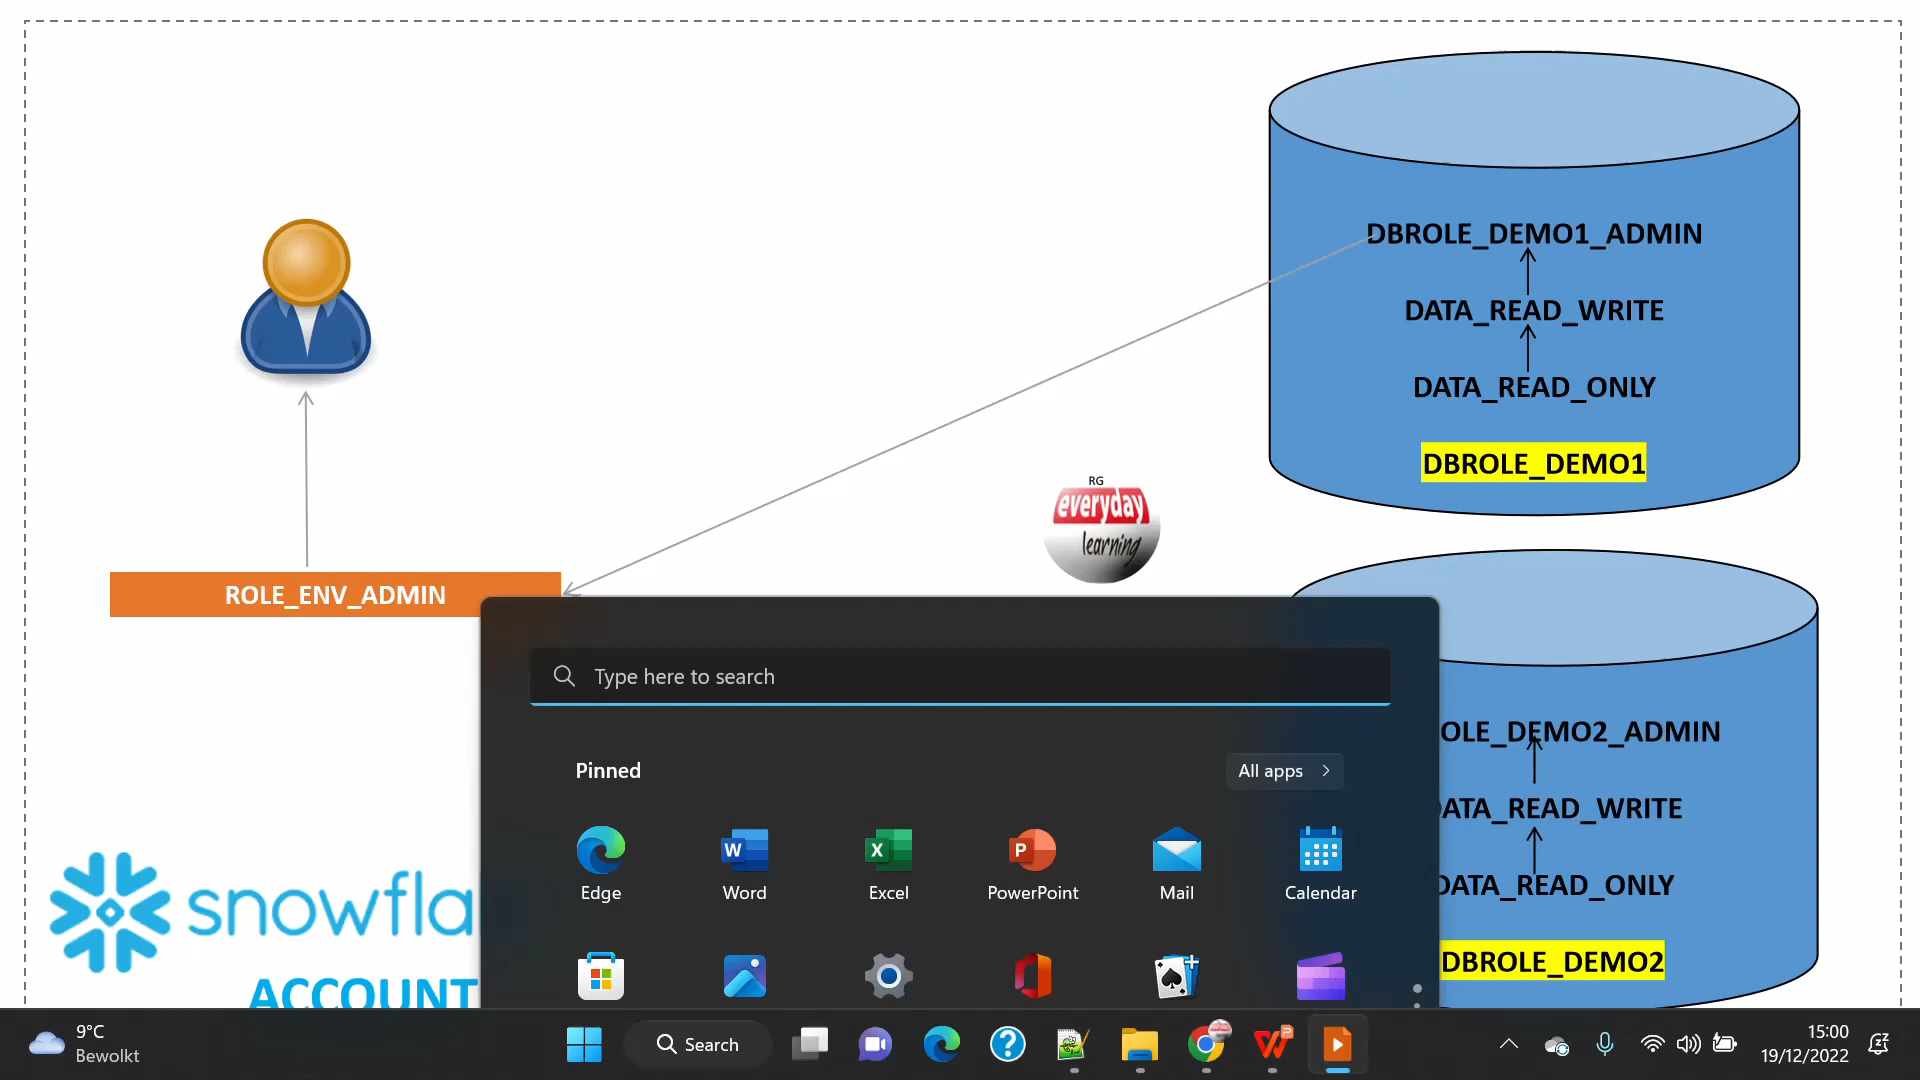 DBROLE_DEMO1_ADMIN
DATA_READ_WRITE
DATA_READ_ONLY
DBROLE_DEMO1
RG
everyday
learning
ROLE_ENV_ADMIN
Type here to search
Pinned
All apps
OLE_DEMO2_ADMIN
DATA_READ_WRITE
DATA_READ_ONLY
DBROLE_DEMO2
Edge
Word
Excel
PowerPoint
Mail
Calendar
snowfla
ACCOUNT
9°C
Bewolkt
Search
15:00
19/12/2022